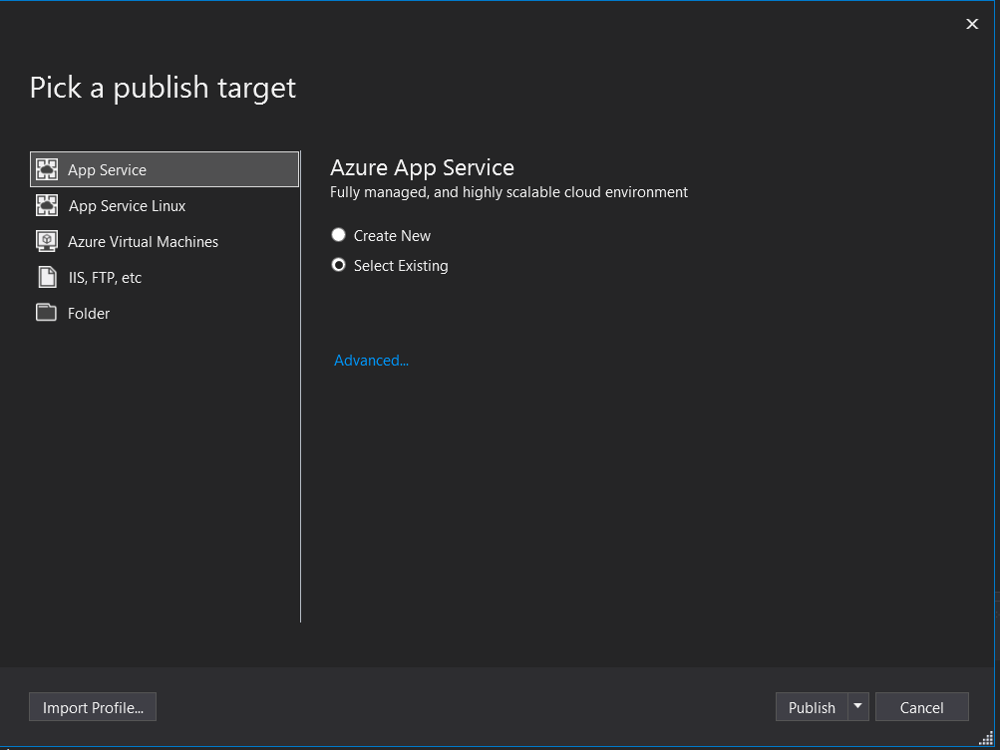 Pick a publish target
App Service
App Service Linux
Azure Virtual Machines
IIS, FTP, etc
Folder
Azure App Service
Fully managed, and highly scalable cloud environment
Create New
Select Existing
Advanced...
Import Profile...
Publish
Cancel